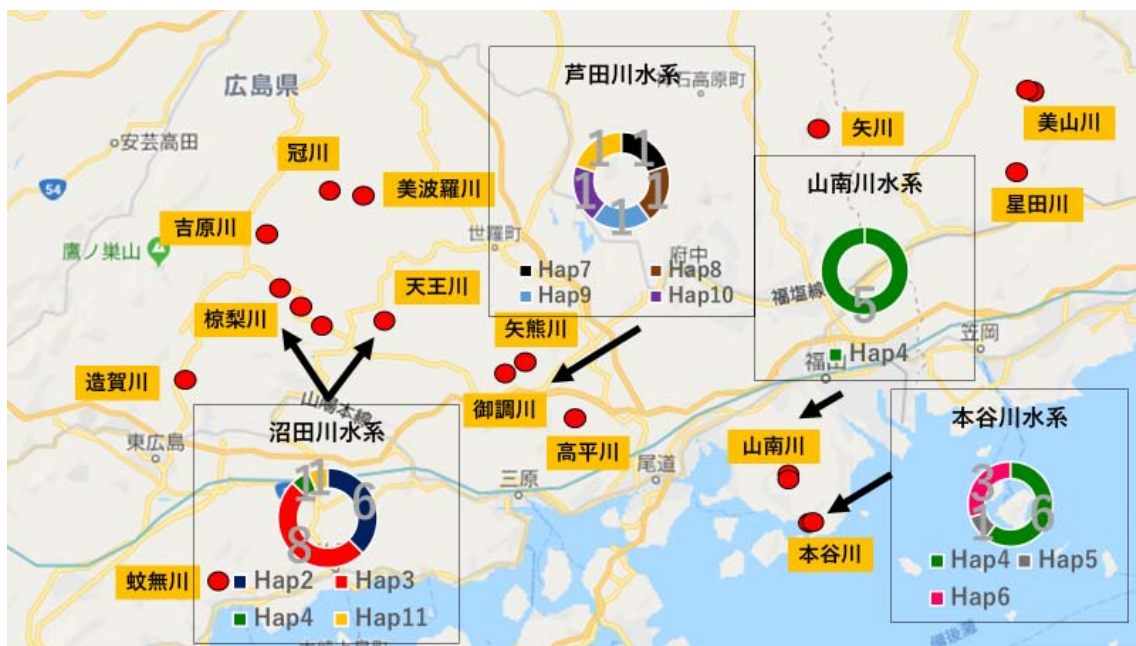 広島県
安芸高田
54
冠川
美波羅川
吉原川
鷹ノ巣山
世羅町
天王川
椋梨川
造賀川
東広島
山陽本線
沼田川水系
1
1
6
8
Hap2
Hap3
Hap4
Hap11
蚊無川
芦田川水系
石高原町
1
1
1
1
1
府中
Hap7
Hap8
Hap9
Hap10
矢熊川
御調川
高平川
三原
尾道
矢川
美山川
星田川
山南川水系
福塩線
5
Hap4
福山
笠岡
山南川
本谷川
本谷川水系
3
6
1
Hap4
Hap5
Hap6
備後灘